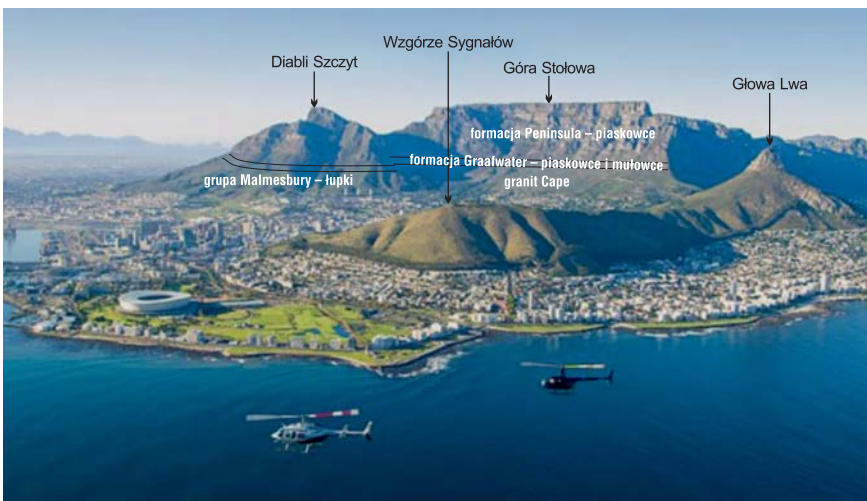 Wzgórze Sygnałów
Diabli Szczyt
Góra Stołowa
Głowa Lwa
formacja Peninsula – piaskowce
formacja Graafwater – piaskowce i mułowce
grupa Malmesbury – łupki
granit Cape